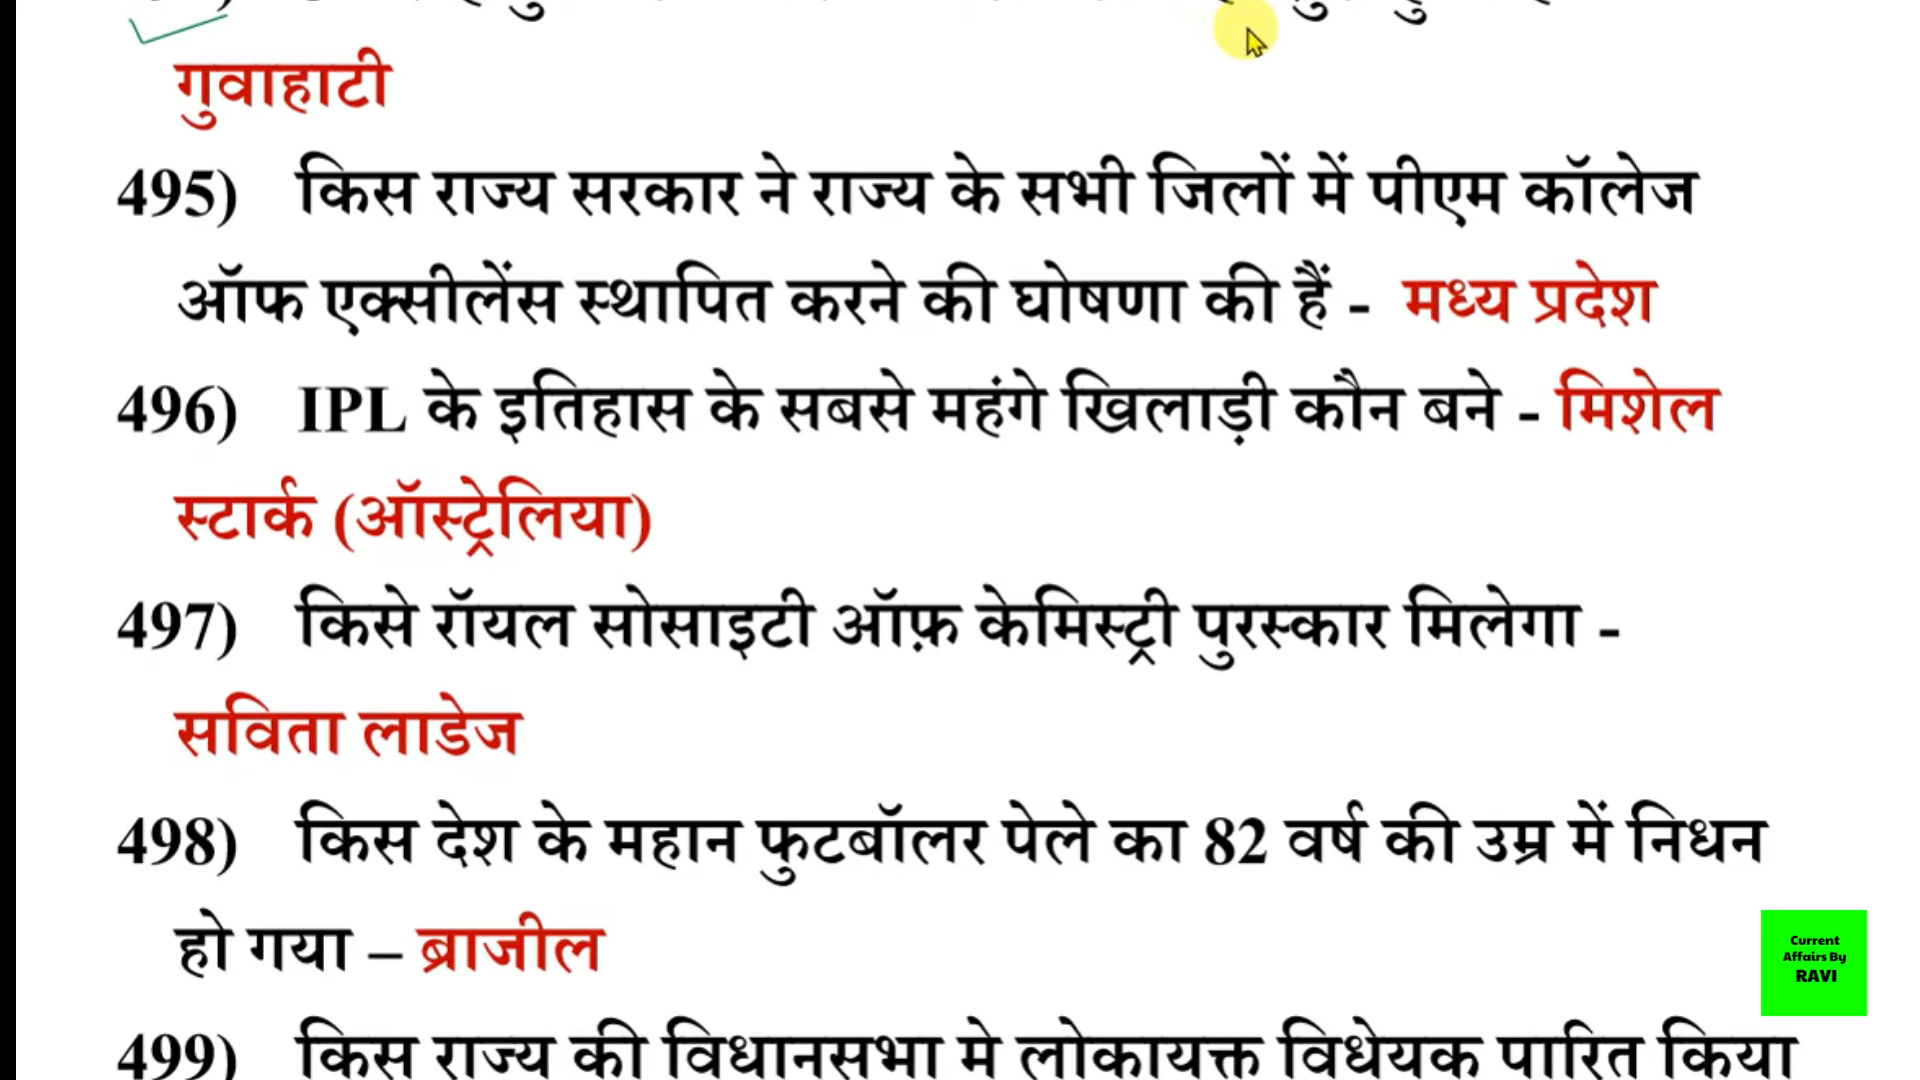 गुवाहाटी
495) किस राज्य सरकार ने राज्य के सभी जिलों में पीएम कॉलेज
ऑफ एक्सीलेंस स्थापित करने की घोषणा की हैं - मध्य प्रदेश
496) IPL के इतिहास के सबसे महंगे खिलाड़ी कौन बने - मिशेल
स्टार्क (ऑस्ट्रेलिया)
497) किसे रॉयल सोसाइटी ऑफ़ केमिस्ट्री पुरस्कार मिलेगा -
सविता लाडेज
498) किस देश के महान फुटबॉलर पेले का 82 वर्ष की उम्र में निधन
हो गया – ब्राजील
Current
Affairs By
RAVI
499) किस राज्य की विधानसभा मे लोकायुक्त विधेयक पारित किया